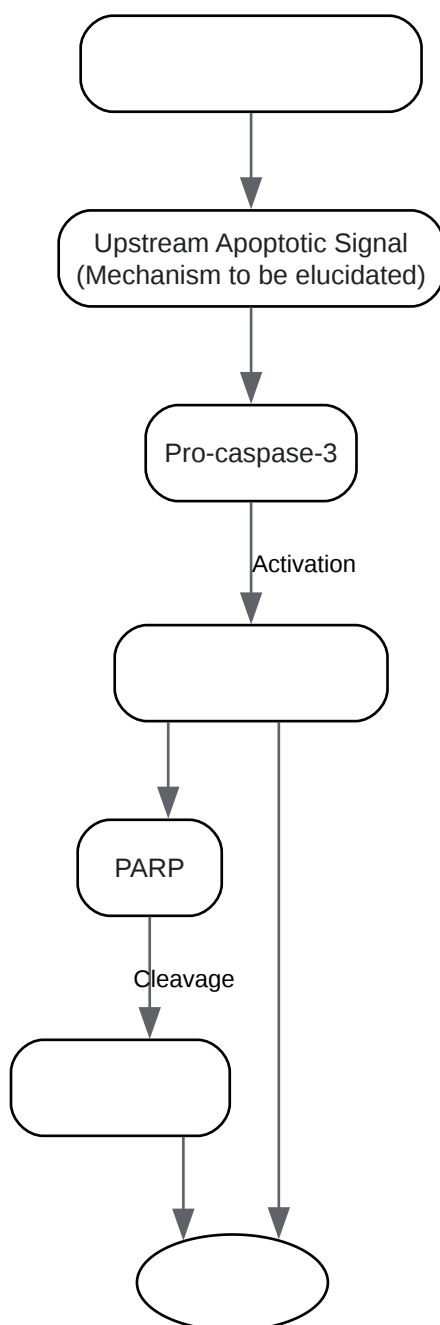 Upstream Apoptotic Signal
(Mechanism to be elucidated)
Pro-caspase-3
Activation
PARP
Cleavage